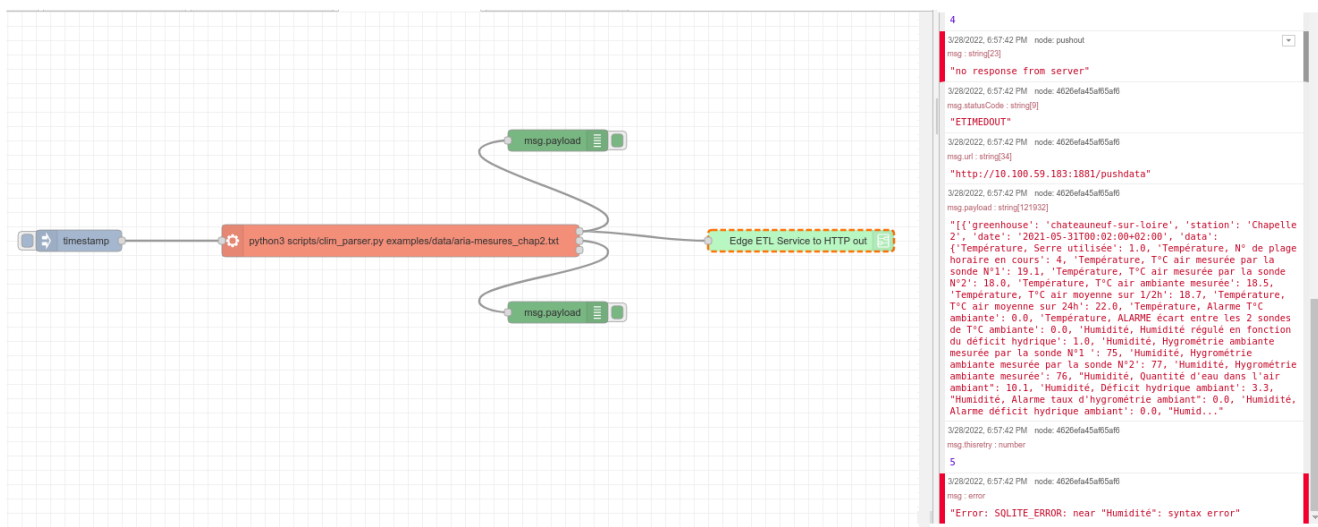 msg.payload
timestamp
python3 scripts/clim_parser.py examples/data/aria-mesures_chap2.txt
Edge ETL Service to HTTP out
msg.payload
4
3/28/2022, 6:57:42 PM node: pushout
msg : string[23]
"no response from server"
3/28/2022, 6:57:42 PM node: 4626efa45af65af6
msg.statusCode : string[9]
"ETIMEDOUT"
3/28/2022, 6:57:42 PM node: 4626efa45af65af6
msg.url : string[34]
"http://10.100.59.183:1881/pushdata"
3/28/2022, 6:57:42 PM node: 4626efa45af65af6
msg.payload : string[121932]
"[{'greenhouse': 'chateauneuf-sur-loire', 'station': 'Chapelle
2', 'date': '2021-05-31T00:02:00+02:00', 'data':
{'Température, Serre utilisée': 1.0, 'Température, N° de plage
horaire en cours': 4, 'Température, T°C air mesurée par la
sonde N°1': 19.1, 'Température, T°C air mesurée par la sonde
N°2': 18.0, 'Température, T°C air ambiante mesurée': 18.5,
'Température, T°C air moyenne sur 1/2h': 18.7, 'Température,
T°C air moyenne sur 24h': 22.0, 'Température, Alarme T°C
ambiante': 0.0, 'Température, ALARME écart entre les 2 sondes
de T°C ambiante': 0.0, 'Humidité, Humidité régulé en fonction
du déficit hydrique': 1.0, 'Humidité, Hygrométrie ambiante
mesurée par la sonde N°1 ': 75, 'Humidité, Hygrométrie
ambiante mesurée par la sonde N°2': 77, 'Humidité, Hygrométrie
ambiante mesurée': 76, "Humidité, Quantité d'eau dans l'air
ambiant": 10.1, 'Humidité, Déficit hydrique ambiant': 3.3,
"Humidité, Alarme taux d'hygrométrie ambiant": 0.0, 'Humidité,
Alarme déficit hydrique ambiant': 0.0, "Humid..."
3/28/2022, 6:57:42 PM node: 4626efa45af65af6
msg.thisretry : number
5
3/28/2022, 6:57:42 PM node: 4626efa45af65af6
msg : error
"Error: SQLITE_ERROR: near "Humidité": syntax error"